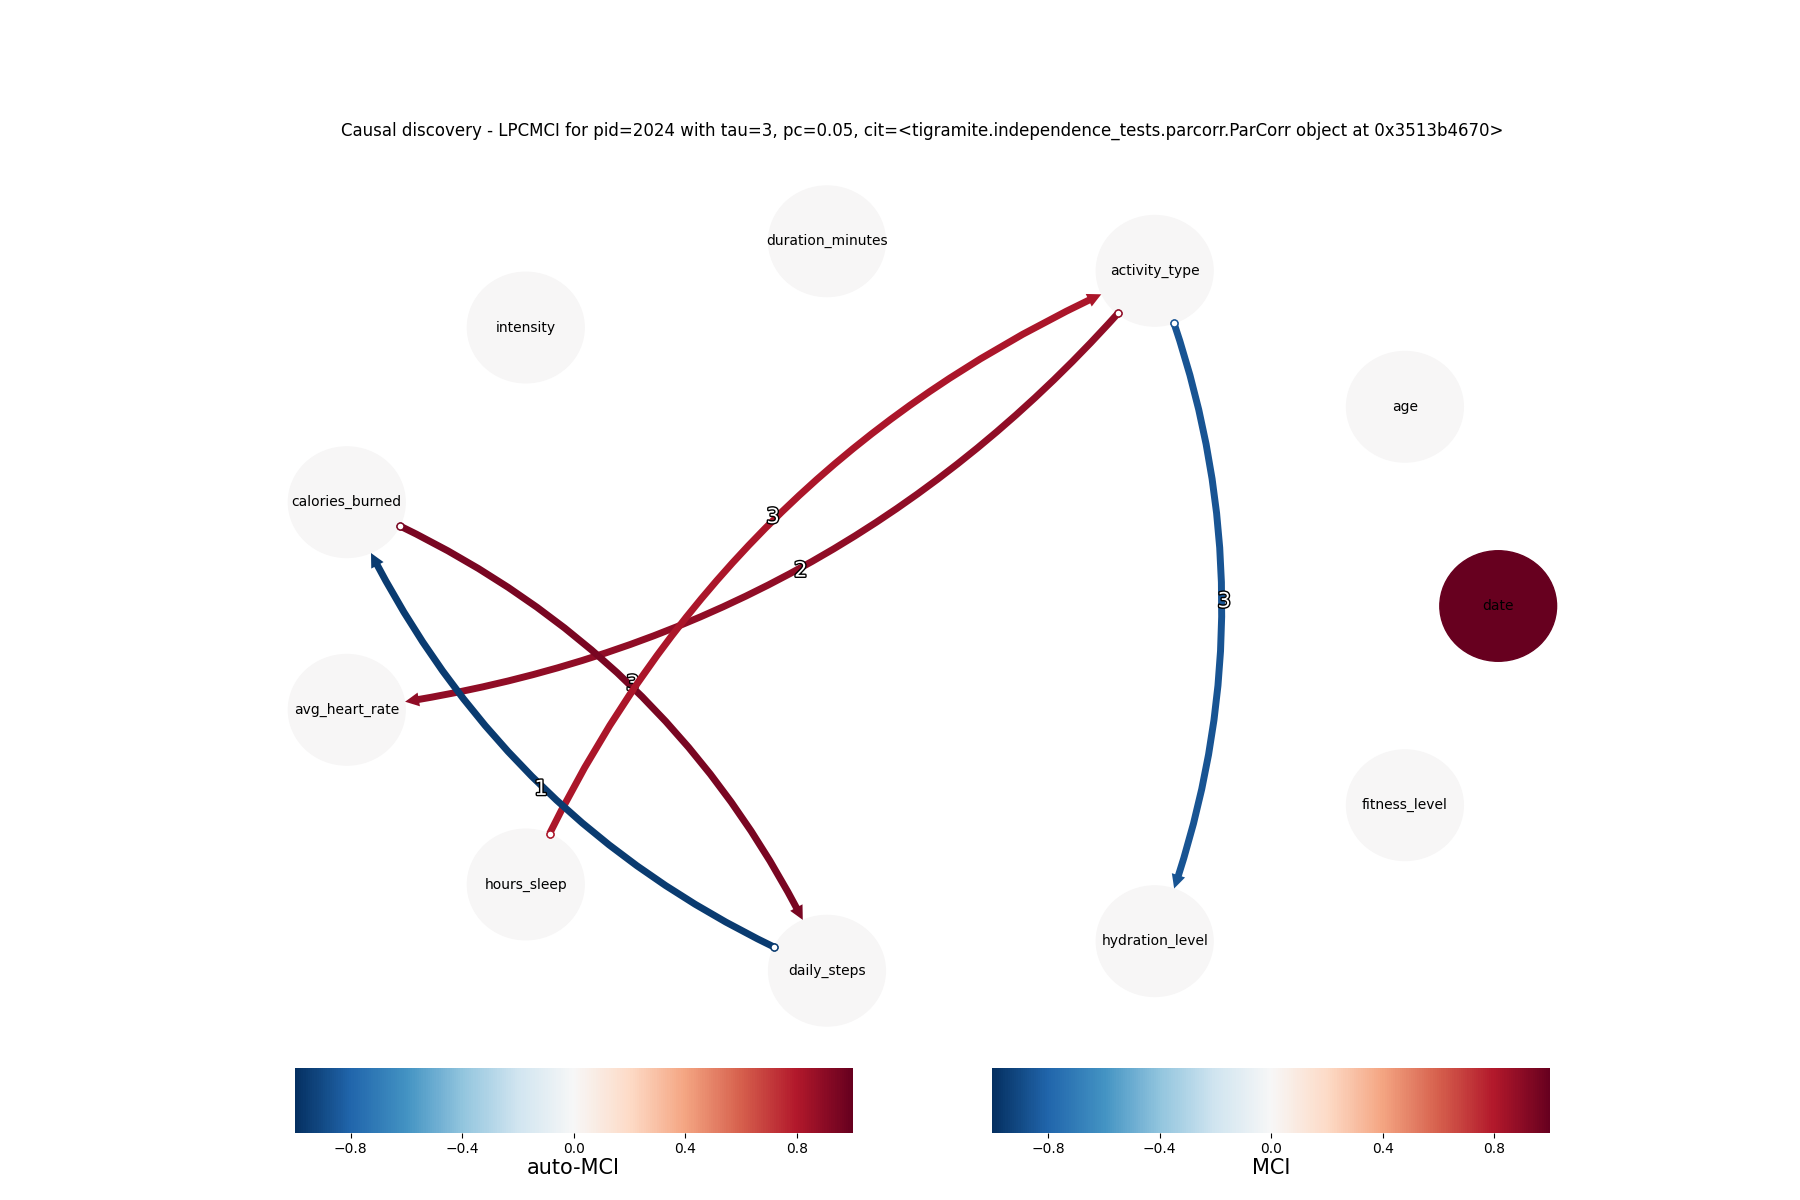 Causal discovery - LPCMCI for pid=2024 with tau=3, pc=0.05, cit=<tigramite.independence_tests.parcorr.ParCorr object at 0x3513b4670>
duration_minutes
activity_type
intensity
age
calories_burned
3
2
3
date
avg_heart_rate
1
fitness_level
hours_sleep
hydration_level
daily_steps
−0.8 −0.4 0.0 0.4 0.8
auto-MCI
−0.8 −0.4 0.0 0.4 0.8
MCI